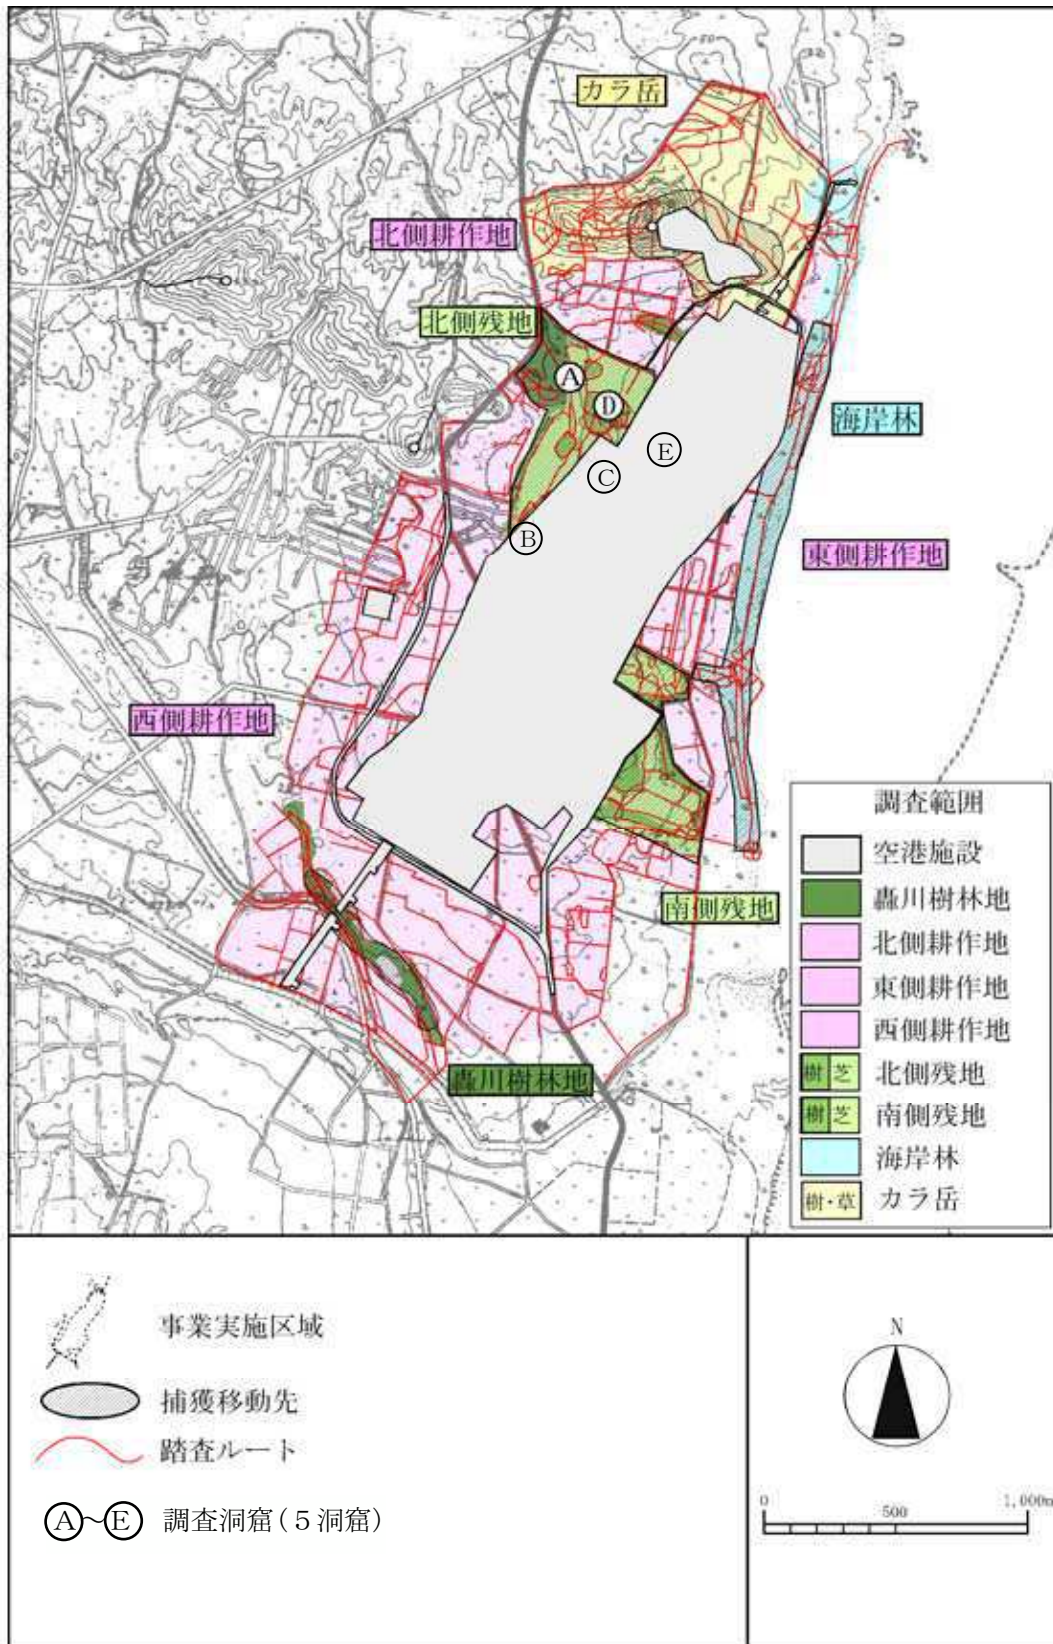 カラ岳
北側耕作地
北側残地
A
D
海岸林
E
C
B
東側耕作地
西側耕作地
調査範囲
空港施設
轟川樹林地
北側耕作地
東側耕作地
西側耕作地
樹 芝 北側残地
樹 芝 南側残地
海岸林
樹・草 カラ岳
南側残地
轟川樹林地
事業実施区域
捕獲移動先
踏査ルート
A～E 調査洞窟(5洞窟)
N
0 500 1,000m